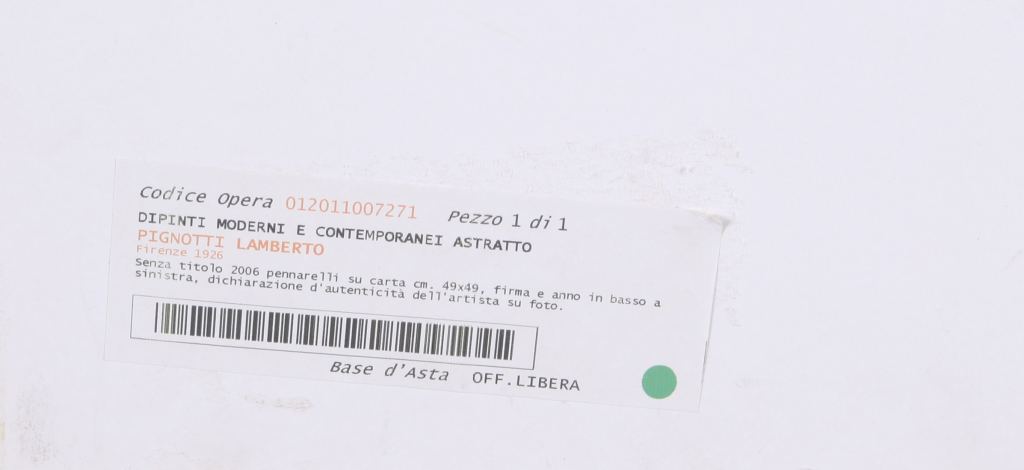 Codice Opera 012011007271 Pezzo 1 di 1
DIPINTI MODERNI E CONTEMPORANEI ASTRATTO
PIGNOTTI LAMBERTO
Firenze 1926
Senza titolo 2006 pennarelli su carta cm. 49x49, firma e anno in basso a
sinistra, dichiarazione d'autenticità dell'artista su foto.
Base d'Asta OFF.LIBERA